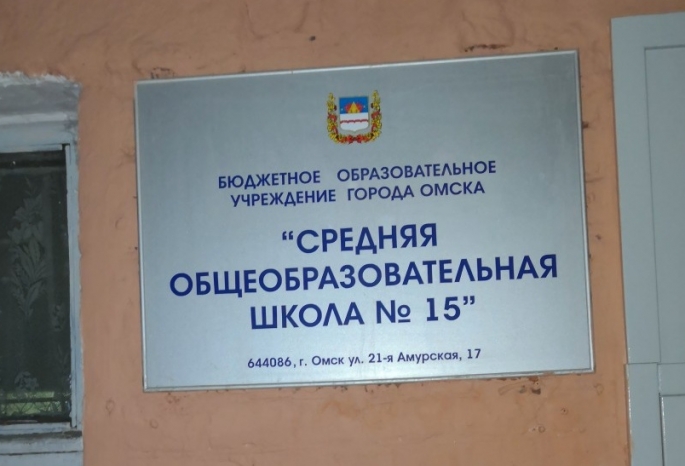 БЮДЖЕТНОЕ ОБРАЗОВАТЕЛЬНОЕ
УЧРЕЖДЕНИЕ ГОРОДА ОМСКА
“СРЕДНЯЯ
ОБЩЕОБРАЗОВАТЕЛЬНАЯ
ШКОЛА № 15”
644086, г. Омск ул. 21-я Амурская, 17